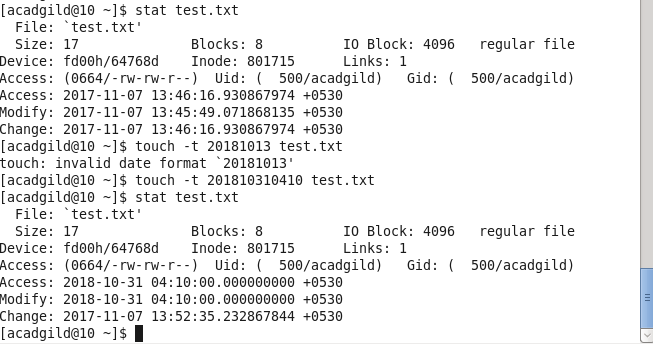 [acadgild@10 ~]$ stat test.txt
  File: `test.txt'
  Size: 17              Blocks: 8          IO Block: 4096   regular file
Device: fd00h/64768d    Inode: 801715      Links: 1
Access: (0664/-rw-rw-r--)  Uid: (  500/acadgild)   Gid: (  500/acadgild)
Access: 2017-11-07 13:46:16.930867974 +0530
Modify: 2017-11-07 13:45:49.071868135 +0530
Change: 2017-11-07 13:46:16.930867974 +0530
[acadgild@10 ~]$ touch -t 20181013 test.txt
touch: invalid date format `20181013'
[acadgild@10 ~]$ touch -t 201810310410 test.txt
[acadgild@10 ~]$ stat test.txt
  File: `test.txt'
  Size: 17              Blocks: 8          IO Block: 4096   regular file
Device: fd00h/64768d    Inode: 801715      Links: 1
Access: (0664/-rw-rw-r--)  Uid: (  500/acadgild)   Gid: (  500/acadgild)
Access: 2018-10-31 04:10:00.000000000 +0530
Modify: 2018-10-31 04:10:00.000000000 +0530
Change: 2017-11-07 13:52:35.232867844 +0530
[acadgild@10 ~]$